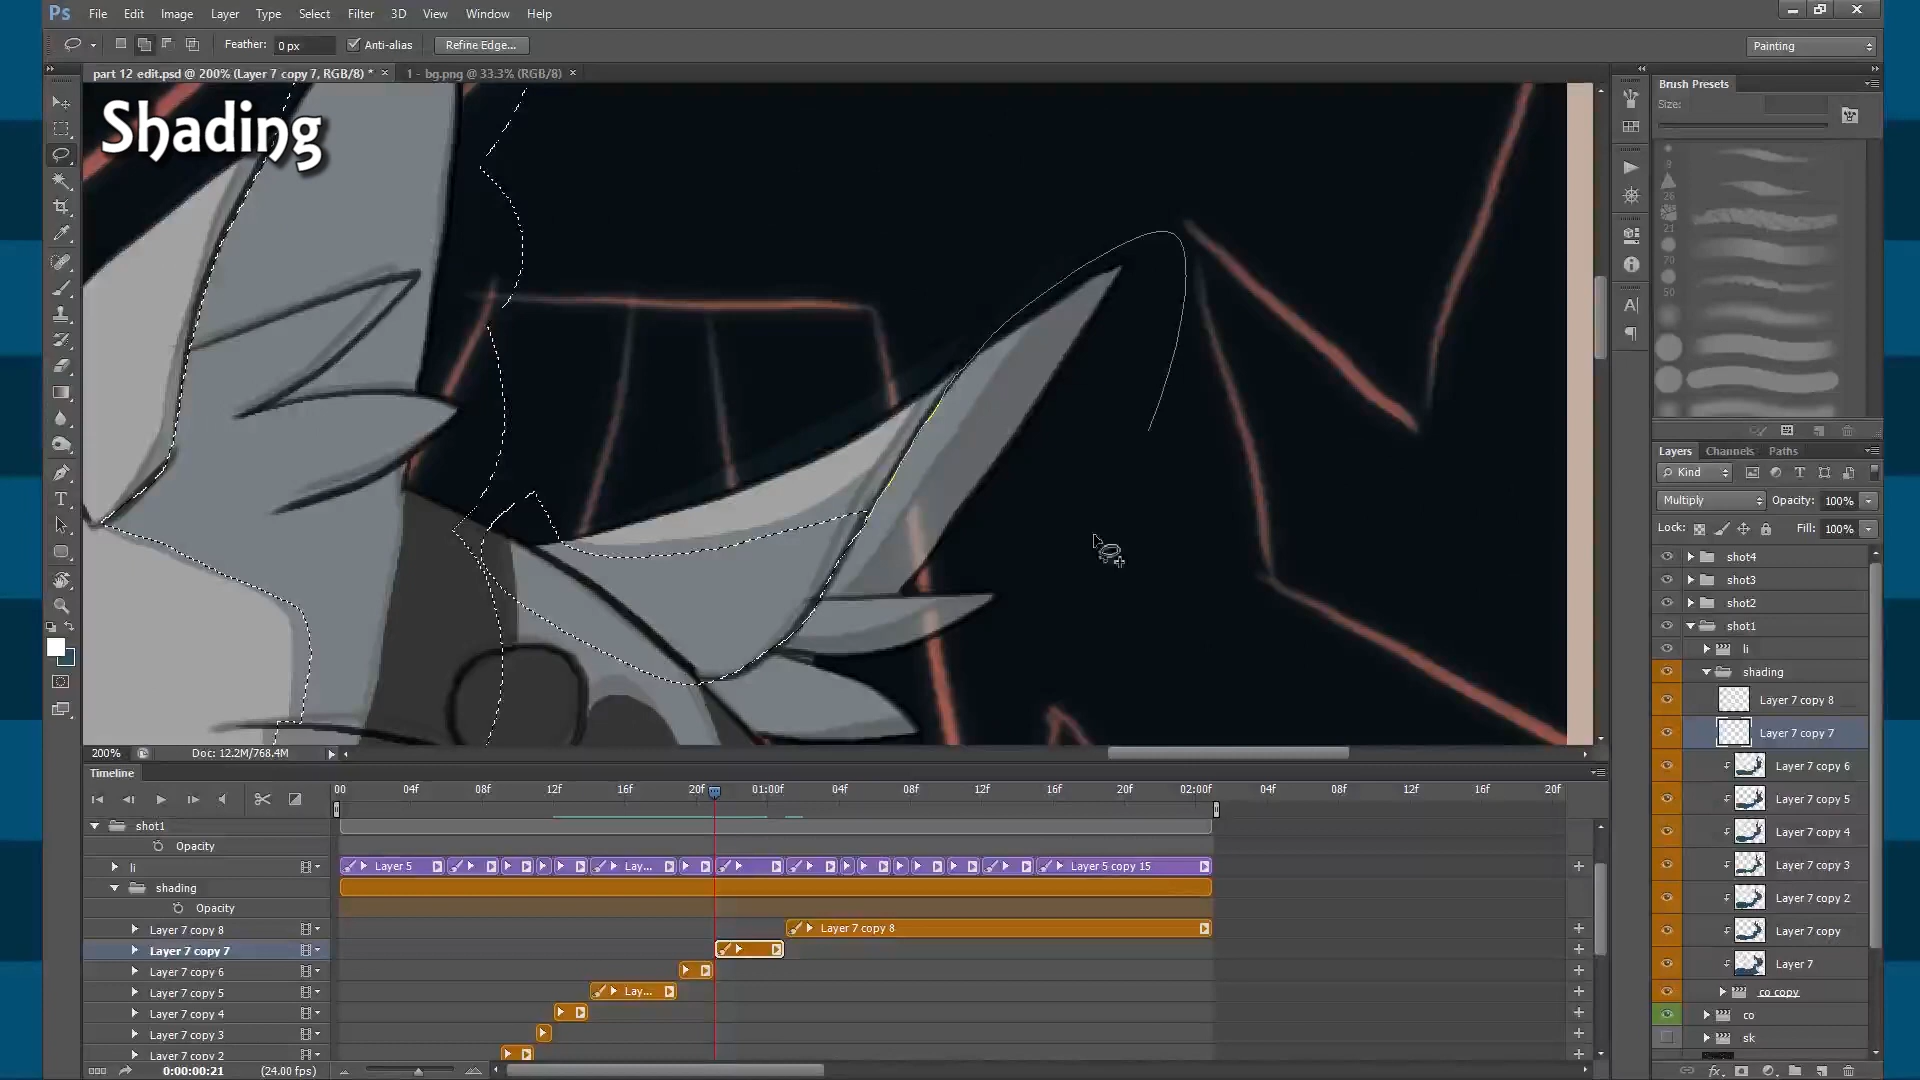 Ps File Edit Image Layer Type Select Filter 3D View Window Help
Feather: 0 px Anti-alias Refine Edge... Painting
part 12 edit.psd @ 200% (Layer 7 copy 7, RGB/8) * × 1 - bg.png @ 33.3% (RGB/8) ×
Shading
Brush Presets
Size:
9
26
21
70
50
Layers Channels Paths
Kind
Multiply Opacity: 100%
Lock: Fill: 100%
shot4
shot3
shot2
shot1
li
shading
Layer 7 copy 8
Layer 7 copy 7
Layer 7 copy 6
Layer 7 copy 5
Layer 7 copy 4
Layer 7 copy 3
Layer 7 copy 2
Layer 7 copy
Layer 7
co copy
co
sk
200% Doc: 12.2M/768.4M
Timeline
00 04f 08f 12f 16f 20f 01:00f 04f 08f 12f 16f 20f 02:00f 04f 08f 12f 16f 20f
shot1
Opacity
li Layer 5 Lay... Layer 5 copy 15
shading
Opacity
Layer 7 copy 8 Layer 7 copy 8
Layer 7 copy 7
Layer 7 copy 6
Layer 7 copy 5 Lay...
Layer 7 copy 4
Layer 7 copy 3
Layer 7 copy 2
0:00:00:21 (24.00 fps)